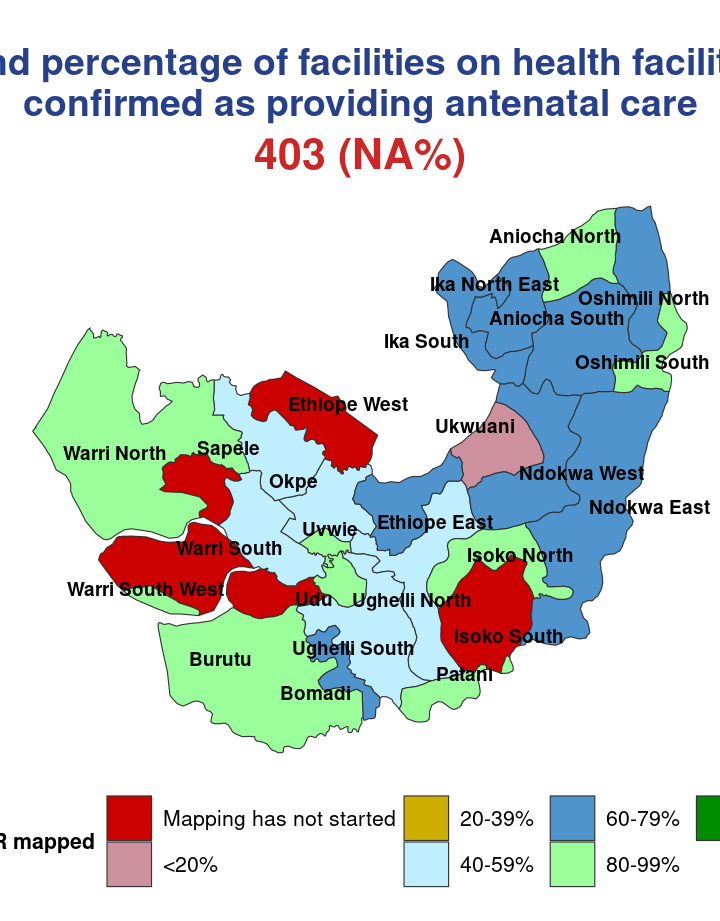 percentage of facilities on health
confirmed as providing antenatal care
403 (NA%)
Aniocha North
Ika North East
Oshimili North
Aniocha South
Ika South
Oshimili South
Ethiope West
Ukwuani
Sapele
Warri North
Ndokwa West
Okpe
Ndokwa East
Ethiope East
Uvwie
Warri South
Isoko North
Warri South West
Udu
Ughelli North
Isoko South
Ughelli South
Burutu
Patani
Bomadi
Mapping has not started
20-39%
60-79%
mapped
<20%
40-59%
80-99%